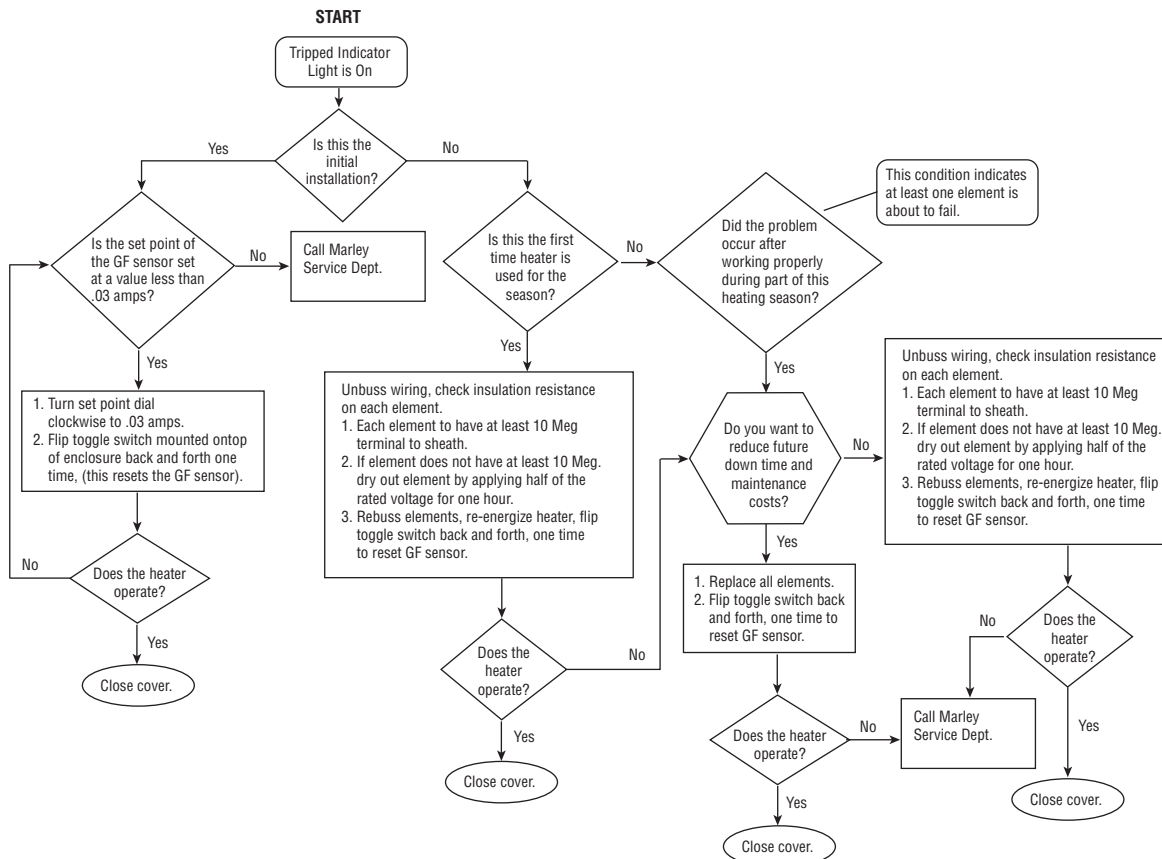 START
Tripped Indicator
Light is On
Is this the
initial
installation?
Yes
No
Is the set point of
the GF sensor set
at a value less than
.03 amps?
No
Call Marley
Service Dept.
Yes
1. Turn set point dial
clockwise to .03 amps.
2. Flip toggle switch mounted ontop
of enclosure back and forth one
time, (this resets the GF sensor).
Does the heater
operate?
No
Yes
Close cover.
Is this the first
time heater is
used for the
season?
No
Yes
Unbuss wiring, check insulation resistance
on each element.
1. Each element to have at least 10 Meg
terminal to sheath.
2. If element does not have at least 10 Meg.
dry out element by applying half of the
rated voltage for one hour.
3. Rebuss elements, re-energize heater, flip
toggle switch back and forth, one time
to reset GF sensor.
Does the
heater
operate?
No
Yes
Close cover.
Did the problem
occur after
working properly
during part of this
heating season?
This condition indicates
at least one element is
about to fail.
Yes
Do you want to
reduce future
down time and
maintenance
costs?
No
Yes
1. Replace all elements.
2. Flip toggle switch back
and forth, one time to
reset GF sensor.
Does the heater
operate?
No
Yes
Close cover.
Call Marley
Service Dept.
Unbuss wiring, check insulation resistance
on each element.
1. Each element to have at least 10 Meg
terminal to sheath.
2. If element does not have at least 10 Meg.
dry out element by applying half of the
rated voltage for one hour.
3. Rebuss elements, re-energize heater, flip
toggle switch back and forth, one time
to reset GF sensor.
Does the
heater
operate?
No
Yes
Close cover.